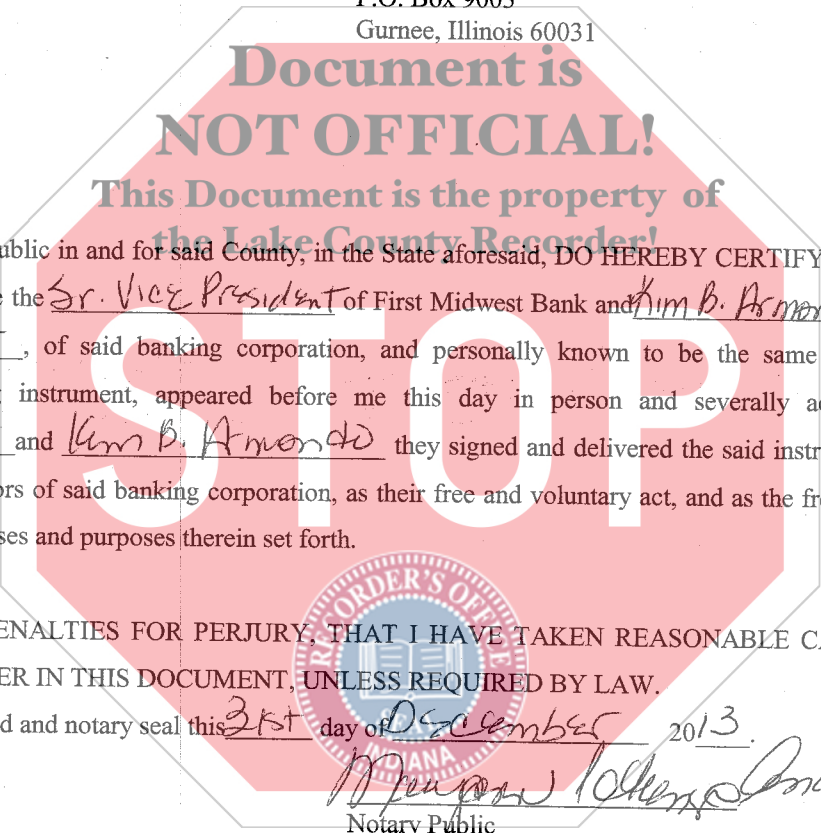 P.O. Box 9003
Gurnee, Illinois 60031
Document is
NOT OFFICIAL!
This Document is the property of
the Lake County Recorder!
ublic in and for said County, in the State aforesaid, DO HEREBY CERTIFY
e the Sr. Vice President of First Midwest Bank and Kim B. Armon
, of said banking corporation, and personally known to be the same
instrument, appeared before me this day in person and severally a
and Kim B. Armondo they signed and delivered the said instr
ors of said banking corporation, as their free and voluntary act, and as the fr
ses and purposes therein set forth.
STOP
ENALTIES FOR PERJURY, THAT I HAVE TAKEN REASONABLE CA
ER IN THIS DOCUMENT, UNLESS REQUIRED BY LAW.
d and notary seal this 31st day of December 2013.
Notary Public
RECORDER'S OFFICE
SEAL
INDIANA